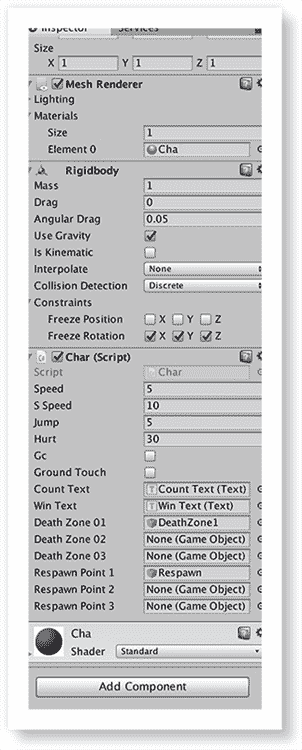 Inspector Services
Size
X 1 Y 1 Z 1
Mesh Renderer
Lighting
Materials
Size 1
Element 0 Cha
Rigidbody
Mass 1
Drag 0
Angular Drag 0.05
Use Gravity
Is Kinematic
Interpolate None
Collision Detection Discrete
Constraints
Freeze Position X Y Z
Freeze Rotation X Y Z
Char (Script)
Script Char
Speed 5
S Speed 10
Jump 5
Hurt 30
Gc
Ground Touch
Count Text Count Text (Text)
Win Text Win Text (Text)
Death Zone 01 DeathZone1
Death Zone 02 None (Game Object)
Death Zone 03 None (Game Object)
Respawn Point 1 Respawn
Respawn Point 2 None (Game Object)
Respawn Point 3 None (Game Object)
Cha
Shader Standard
Add Component